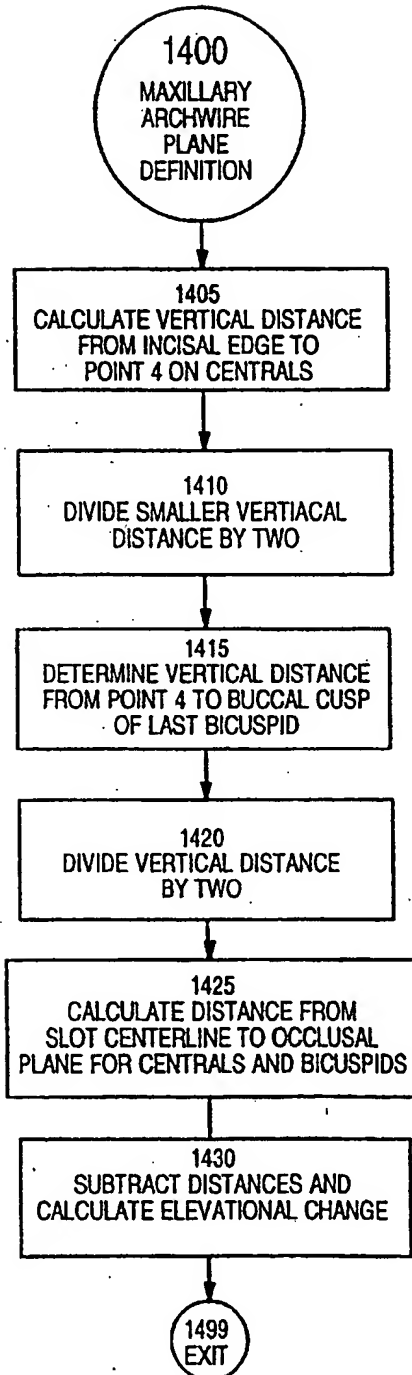 1400
MAXILLARY
ARCHWIRE
PLANE
DEFINITION
1405
CALCULATE VERTICAL DISTANCE
FROM INCISAL EDGE TO
POINT 4 ON CENTRALS
1410
DIVIDE SMALLER VERTIACAL
DISTANCE BY TWO
1415
DETERMINE VERTICAL DISTANCE
FROM POINT 4 TO BUCCAL CUSP
OF LAST BICUSPID
1420
DIVIDE VERTICAL DISTANCE
BY TWO
1425
CALCULATE DISTANCE FROM
SLOT CENTERLINE TO OCCLUSAL
PLANE FOR CENTRALS AND BICUSPIDS
1430
SUBTRACT DISTANCES AND
CALCULATE ELEVATIONAL CHANGE
1499
EXIT